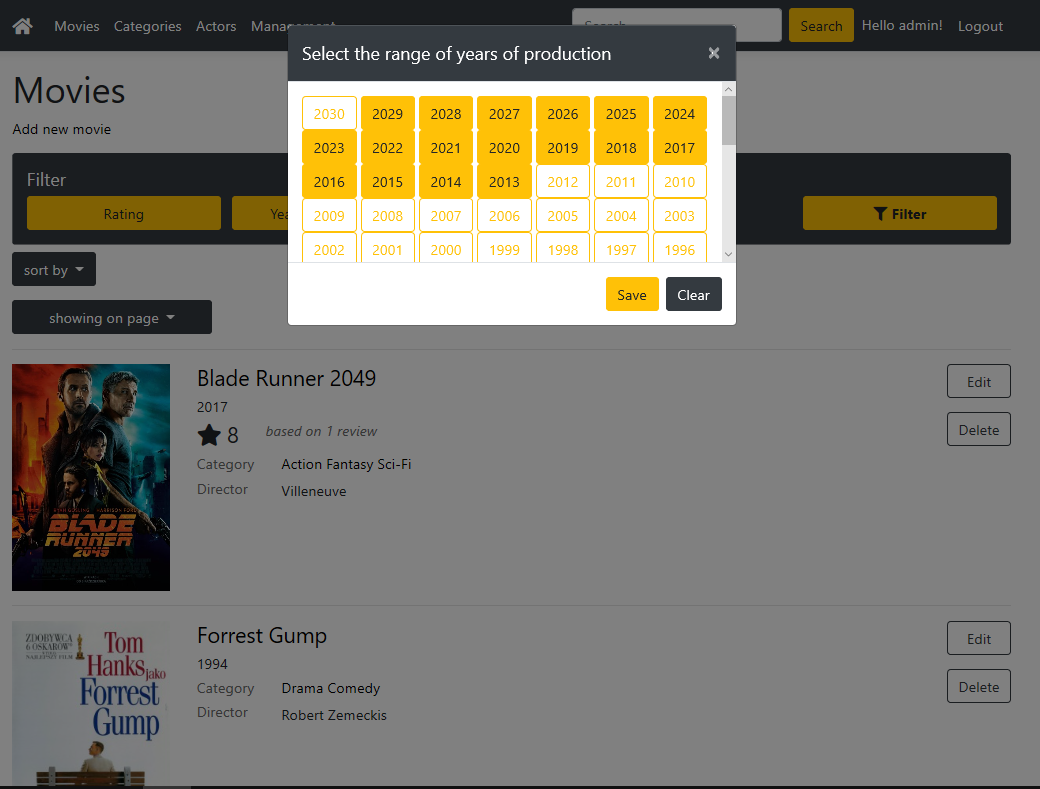 Movies Categories Actors Management Search Search Hello admin! Logout
Select the range of years of production ×
Movies
Add new movie
2030 2029 2028 2027 2026 2025 2024
2023 2022 2021 2020 2019 2018 2017
2016 2015 2014 2013 2012 2011 2010
2009 2008 2007 2006 2005 2004 2003
2002 2001 2000 1999 1998 1997 1996
Filter
Rating Yea Filter
Save Clear
sort by
showing on page
Blade Runner 2049
2017
8 based on 1 review
Category Action Fantasy Sci-Fi
Director Villeneuve
Edit
Delete
HARRISON FORD
BLADE
RUNNER
2049
Forrest Gump
1994
Category Drama Comedy
Director Robert Zemeckis
Edit
Delete
ZDOBYWCA
6 OSKARÓW
Tom
Hanks jako
Forrest
Gump